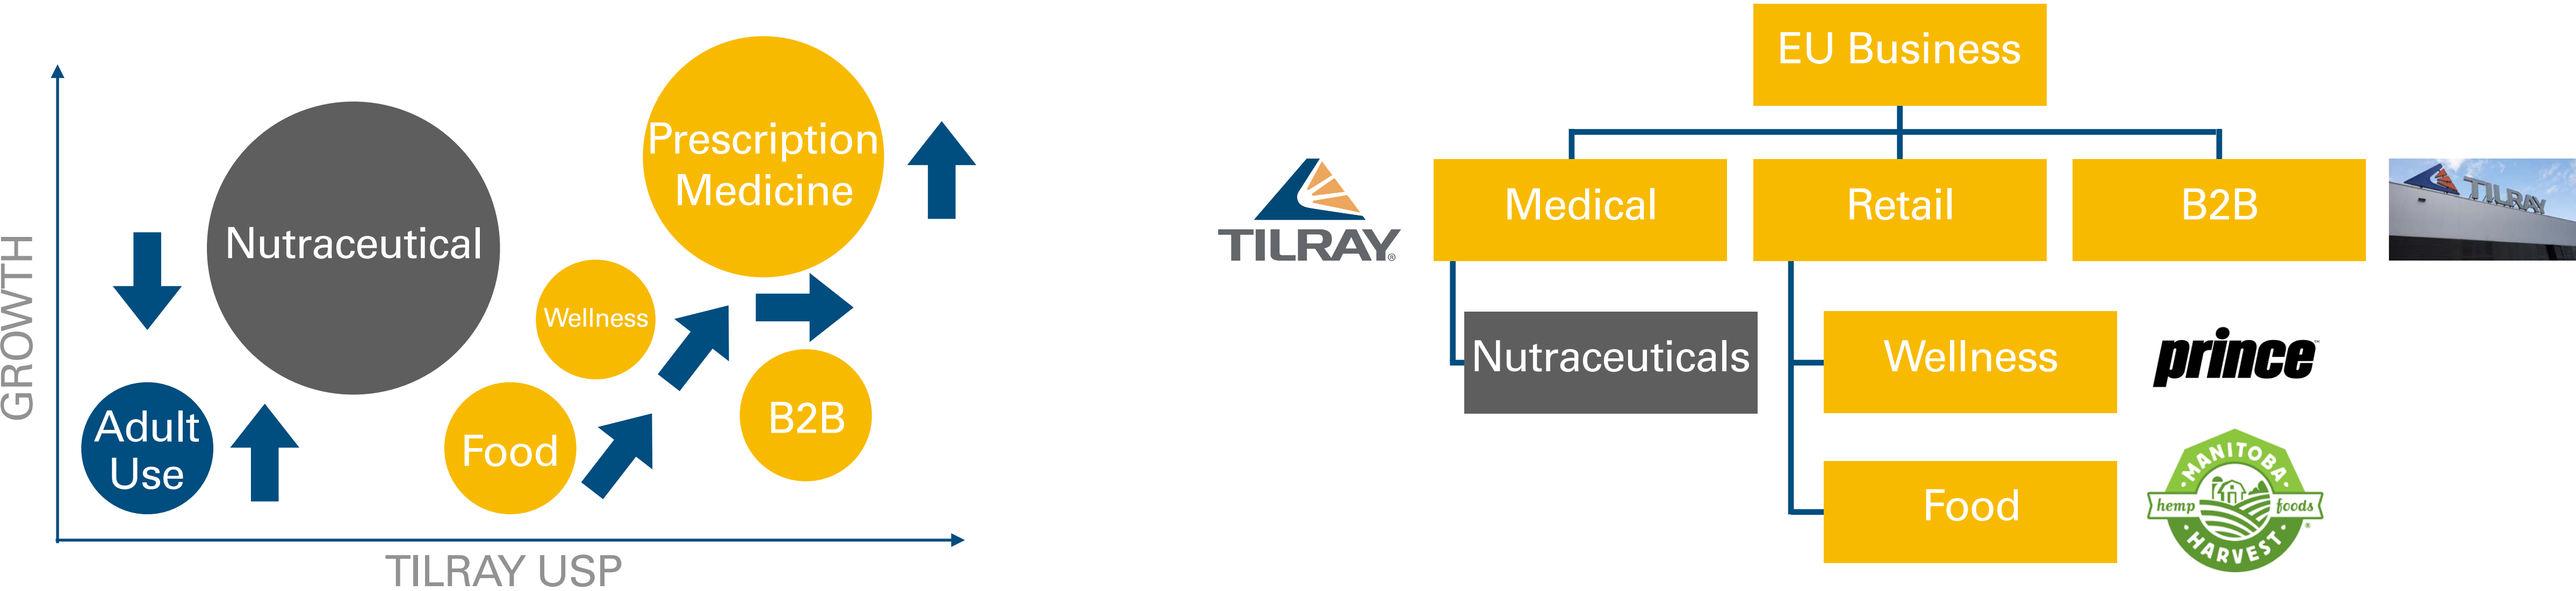 GROWTH
Nutraceutical
Prescription
Medicine
Wellness
Adult
Use
Food
B2B
TILRAY USP
EU Business
TILRAY®
Medical
Retail
B2B
TILRAY
Nutraceuticals
Wellness
prince™
Food
MANITOBA
hemp foods
HARVEST®